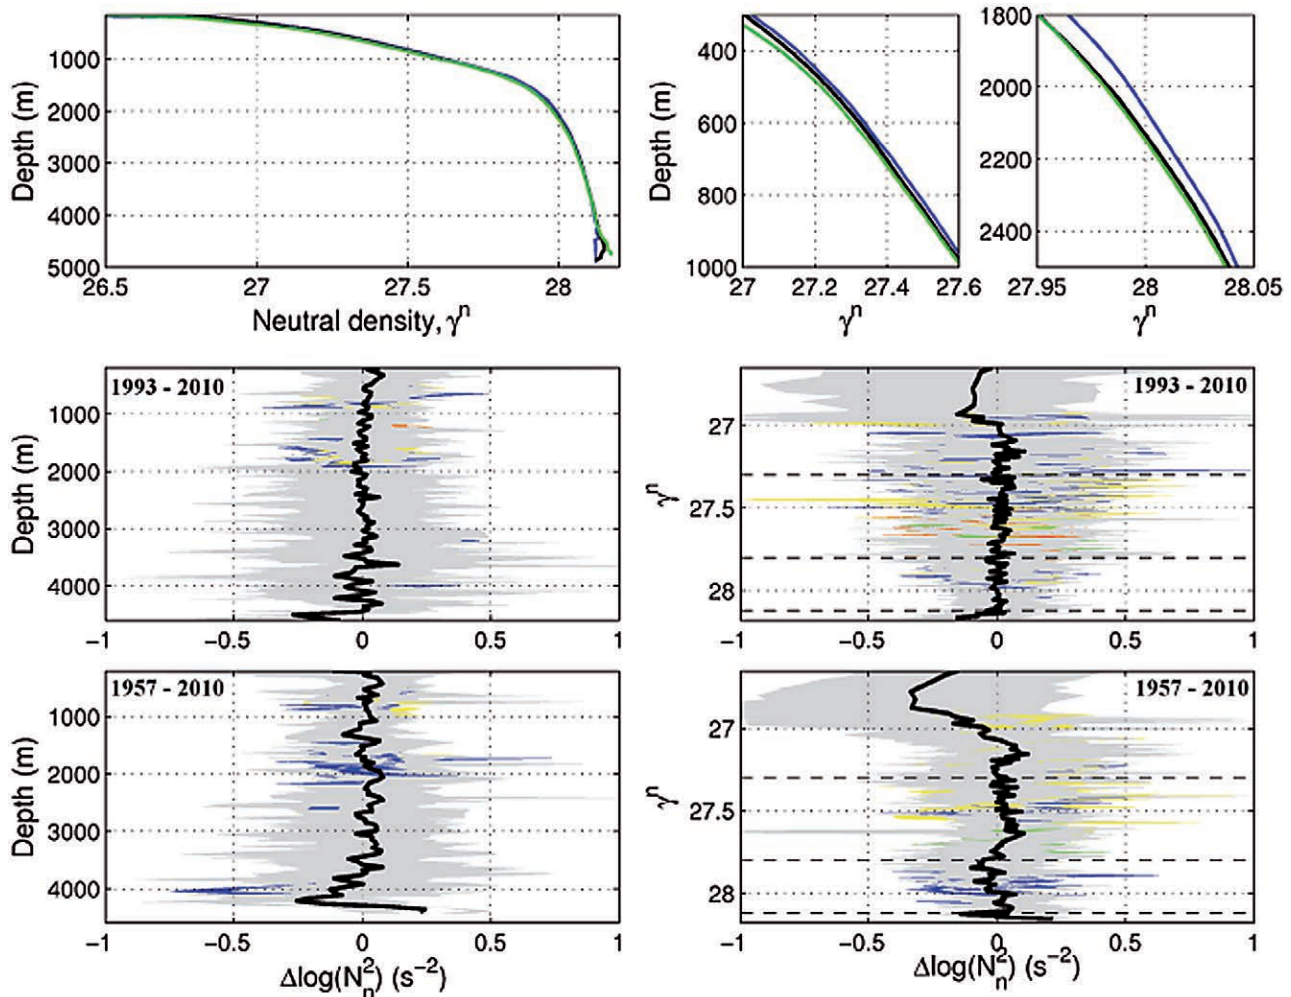 Depth (m)
1000
2000
3000
4000
5000
26.5 27 27.5 28
Neutral density, γⁿ
Depth (m)
400
600
800
1000
27 27.2 27.4 27.6
γⁿ
1800
2000
2200
2400
27.95 28 28.05
γⁿ
1993 - 2010
Depth (m)
1000
2000
3000
4000
−1 −0.5 0 0.5 1
1993 - 2010
γⁿ
27
27.5
28
−1 −0.5 0 0.5 1
1957 - 2010
Depth (m)
1000
2000
3000
4000
−1 −0.5 0 0.5 1
Δlog(N²ₙ) (s⁻²)
1957 - 2010
γⁿ
27
27.5
28
−1 −0.5 0 0.5 1
Δlog(N²ₙ) (s⁻²)